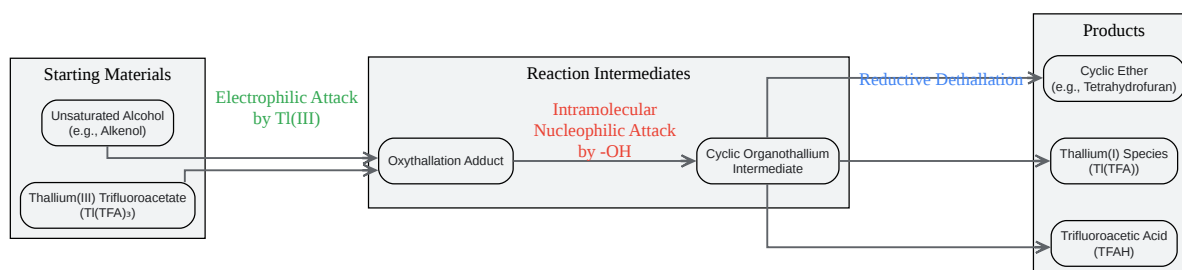 Starting Materials
Unsaturated Alcohol
(e.g., Alkenol)
Thallium(III) Trifluoroacetate
(Tl(TFA)₃)
Electrophilic Attack
by Tl(III)
Reaction Intermediates
Oxythallation Adduct
Intramolecular
Nucleophilic Attack
by -OH
Cyclic Organothallium
Intermediate
Reductive Dethallation
Products
Cyclic Ether
(e.g., Tetrahydrofuran)
Thallium(I) Species
(Tl(TFA))
Trifluoroacetic Acid
(TFAH)